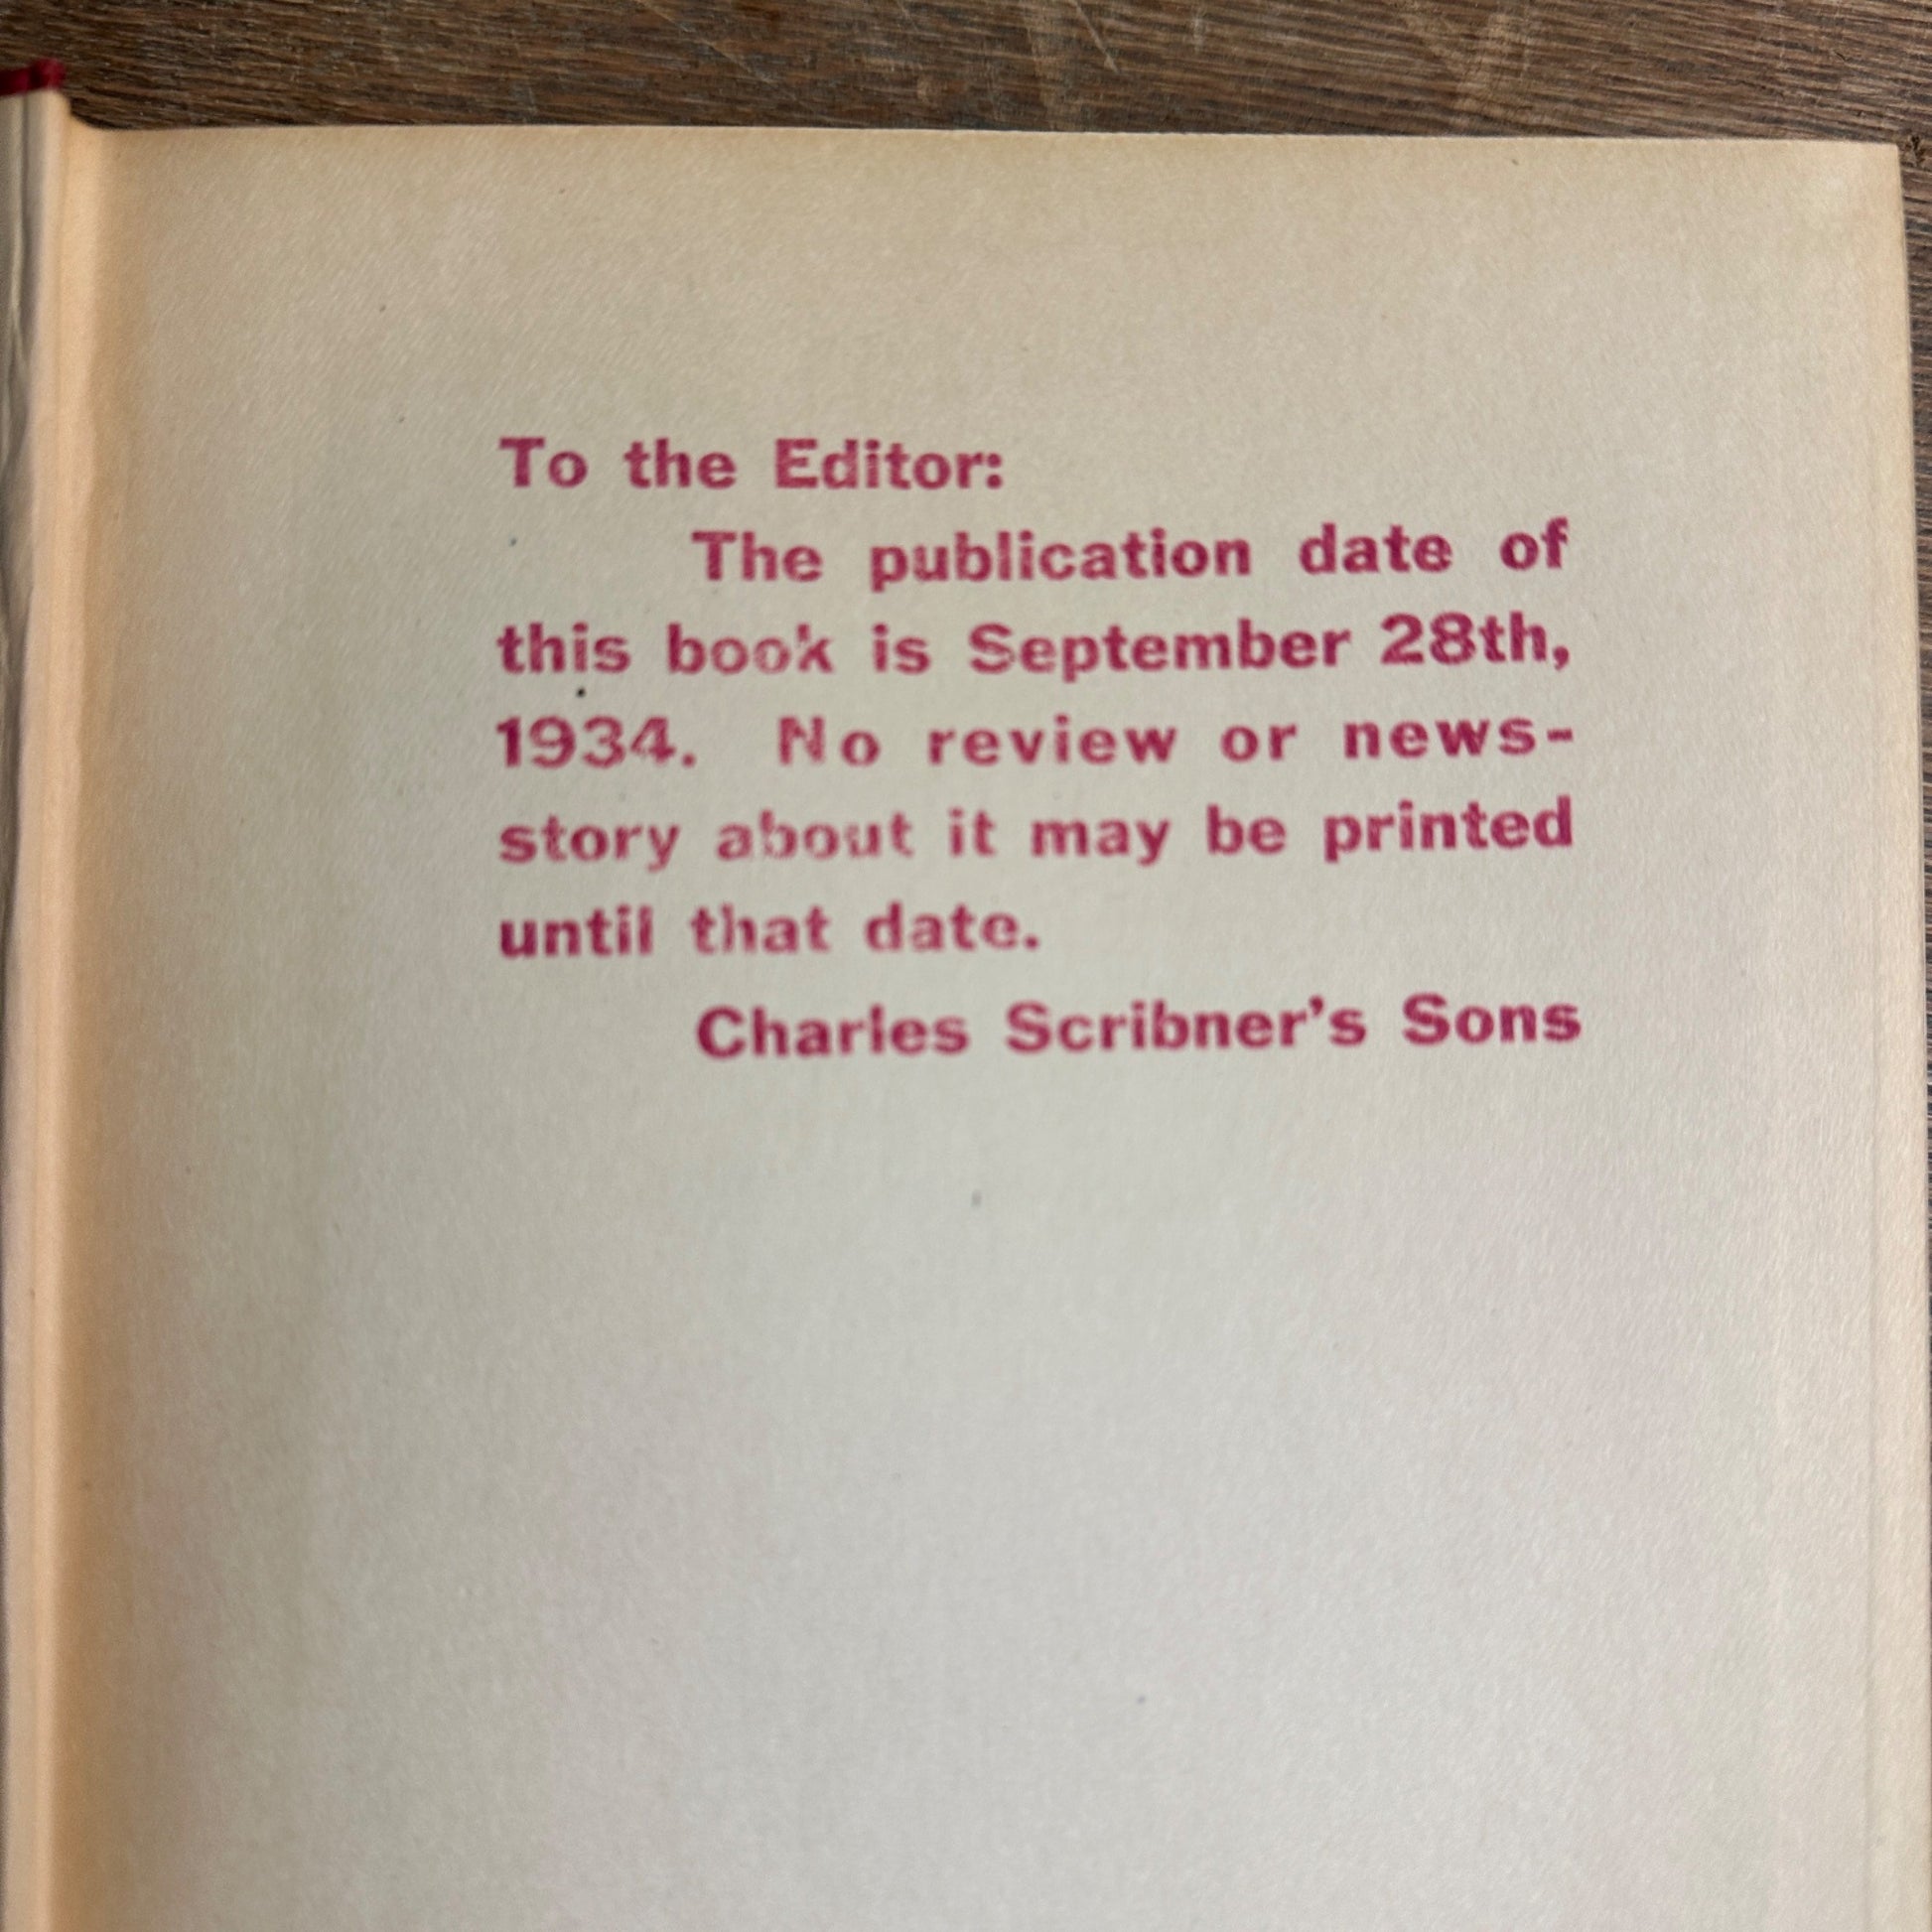 To the Editor:
The publication date of
this book is September 28th,
1934. No review or news-
story about it may be printed
until that date.
Charles Scribner's Sons